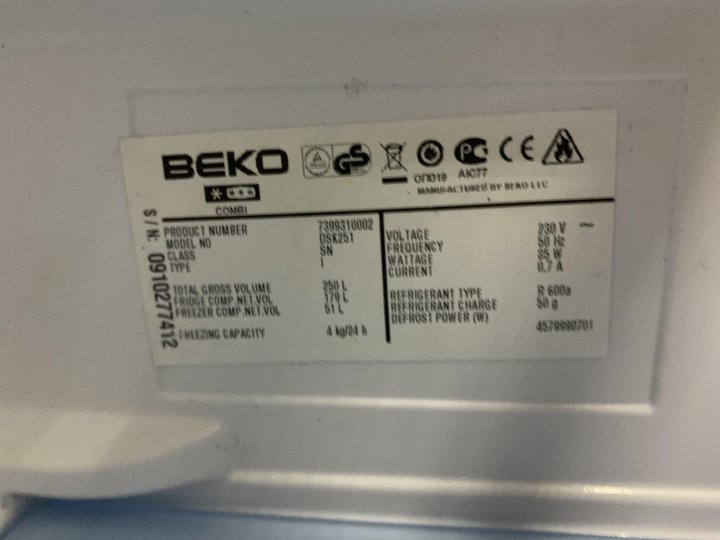 BEKO
GS
ОП019 АЮ77
CE
MANUFACTURED BY BEKO LLC
COMBI
S / N: 0910277412
PRODUCT NUMBER 7399310002
MODEL NO DSK251
CLASS SN
TYPE I
TOTAL GROSS VOLUME 250 L
FRIDGE COMP.NET.VOL 179 L
FREEZER COMP.NET.VOL 51 L
FREEZING CAPACITY 4 kg/24 h
VOLTAGE 230 V ~
FREQUENCY 50 Hz
WATTAGE 85 W
CURRENT 0,7 A
REFRIGERANT TYPE R 600a
REFRIGERANT CHARGE 50 g
DEFROST POWER (W)
4579990701